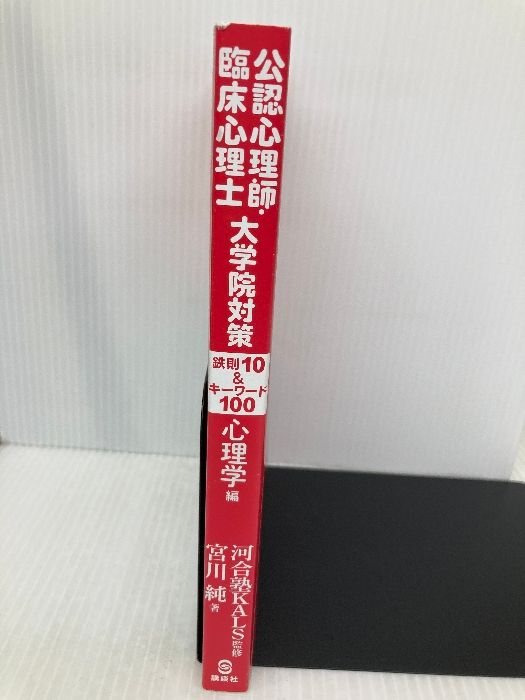 公認心理師・
臨床心理士
大学院対策
鉄則10
&
キーワード
100
心理学
編
河合塾KALS 監修
宮川 純 著
講談社